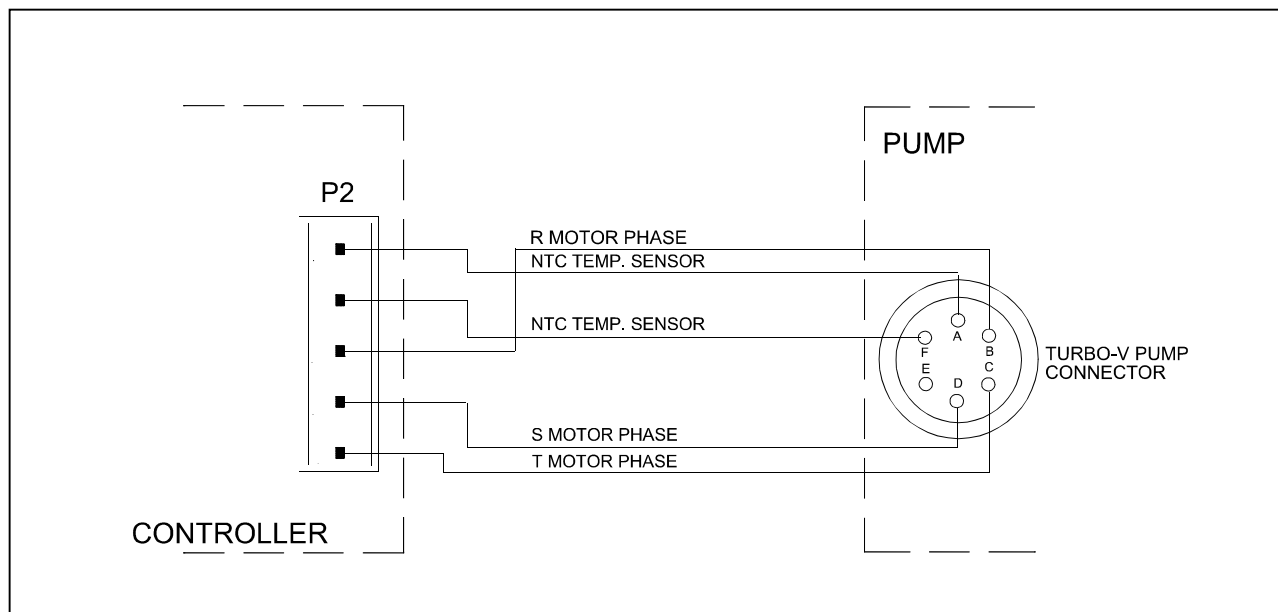 PUMP
P2
R MOTOR PHASE
NTC TEMP. SENSOR
NTC TEMP. SENSOR
A
F
B
E
C
D
TURBO-V PUMP
CONNECTOR
S MOTOR PHASE
T MOTOR PHASE
CONTROLLER